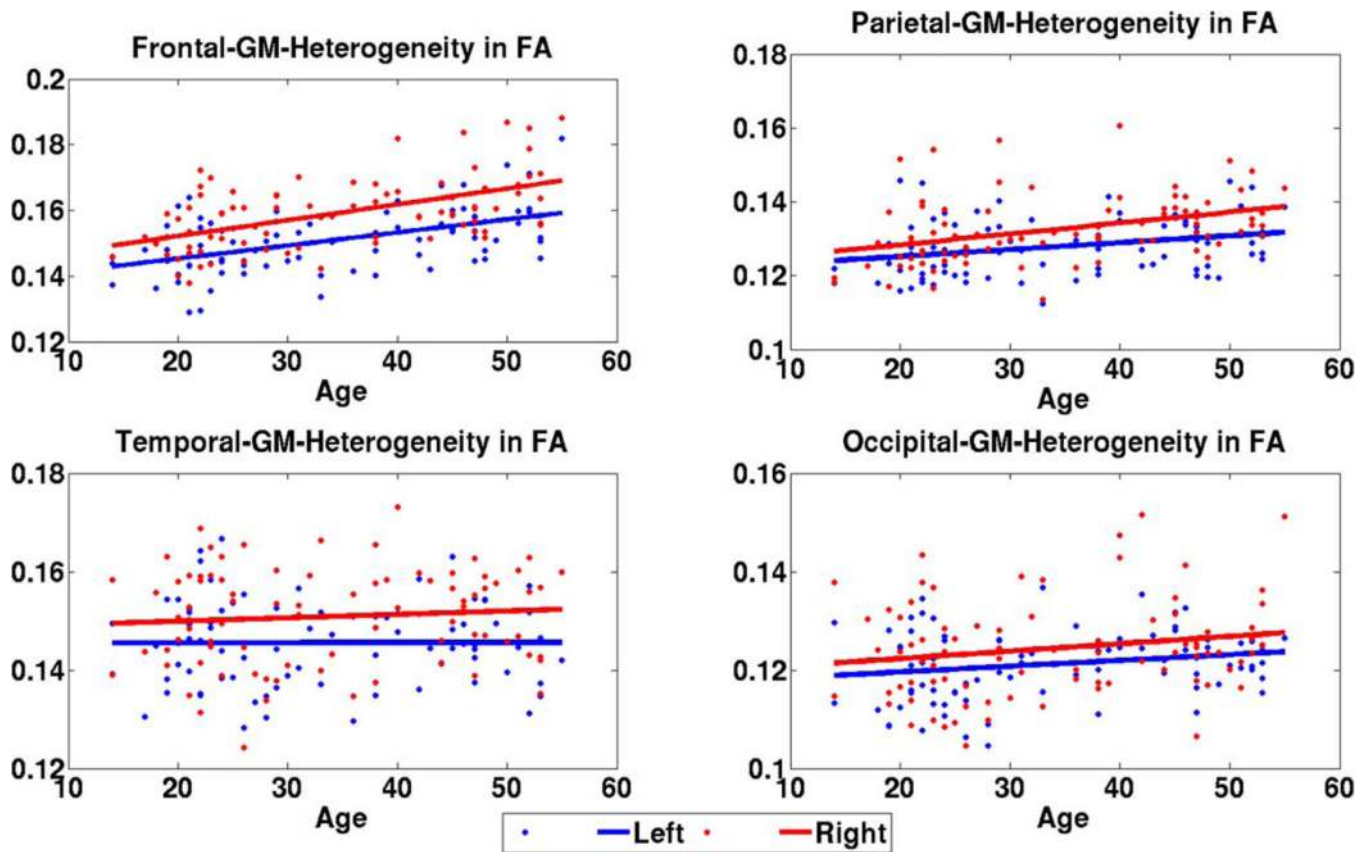 Frontal-GM-Heterogeneity in FA
0.2
0.18
0.16
0.14
0.12
10 20 30 40 50 60
Age
Parietal-GM-Heterogeneity in FA
0.18
0.16
0.14
0.12
0.1
10 20 30 40 50 60
Age
Temporal-GM-Heterogeneity in FA
0.18
0.16
0.14
0.12
10 20 30 40 50 60
Age
Occipital-GM-Heterogeneity in FA
0.16
0.14
0.12
0.1
10 20 30 40 50 60
Age
Left Right